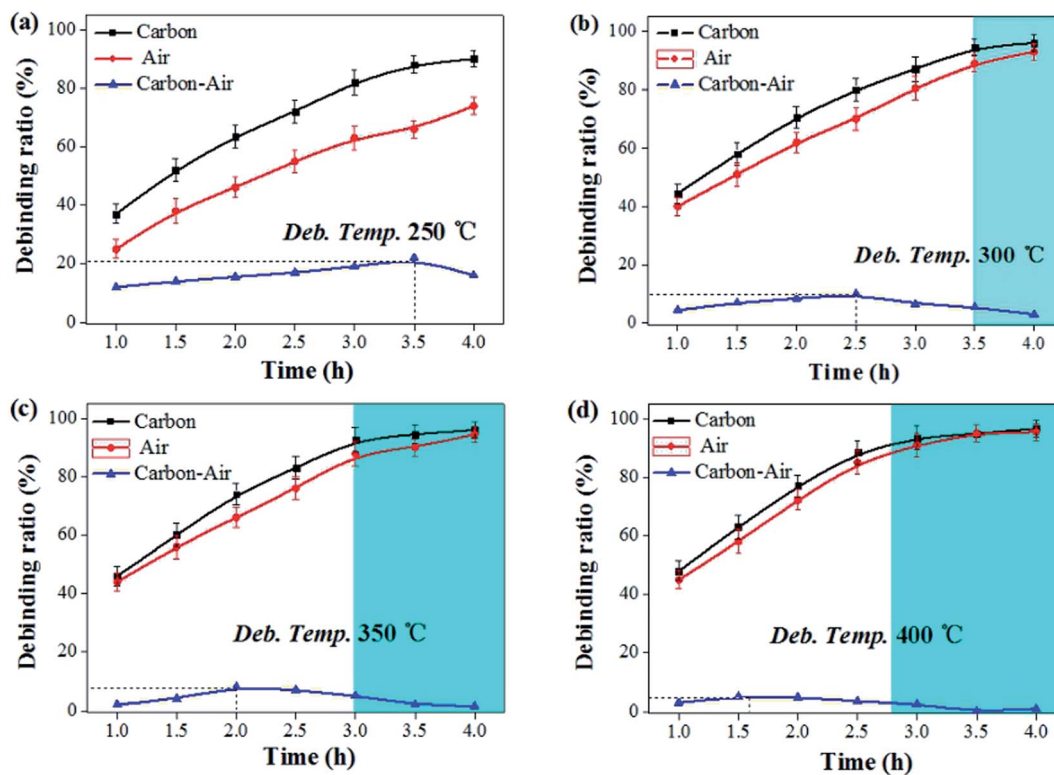 (a)
Carbon
Air
Carbon-Air
Debinding ratio (%)
100
80
60
40
20
0
Deb. Temp. 250 ℃
1.0 1.5 2.0 2.5 3.0 3.5 4.0
Time (h)
(b)
Carbon
Air
Carbon-Air
Debinding ratio (%)
100
80
60
40
20
0
Deb. Temp. 300 ℃
1.0 1.5 2.0 2.5 3.0 3.5 4.0
Time (h)
(c)
Carbon
Air
Carbon-Air
Debinding ratio (%)
100
80
60
40
20
0
Deb. Temp. 350 ℃
1.0 1.5 2.0 2.5 3.0 3.5 4.0
Time (h)
(d)
Carbon
Air
Carbon-Air
Debinding ratio (%)
100
80
60
40
20
0
Deb. Temp. 400 ℃
1.0 1.5 2.0 2.5 3.0 3.5 4.0
Time (h)